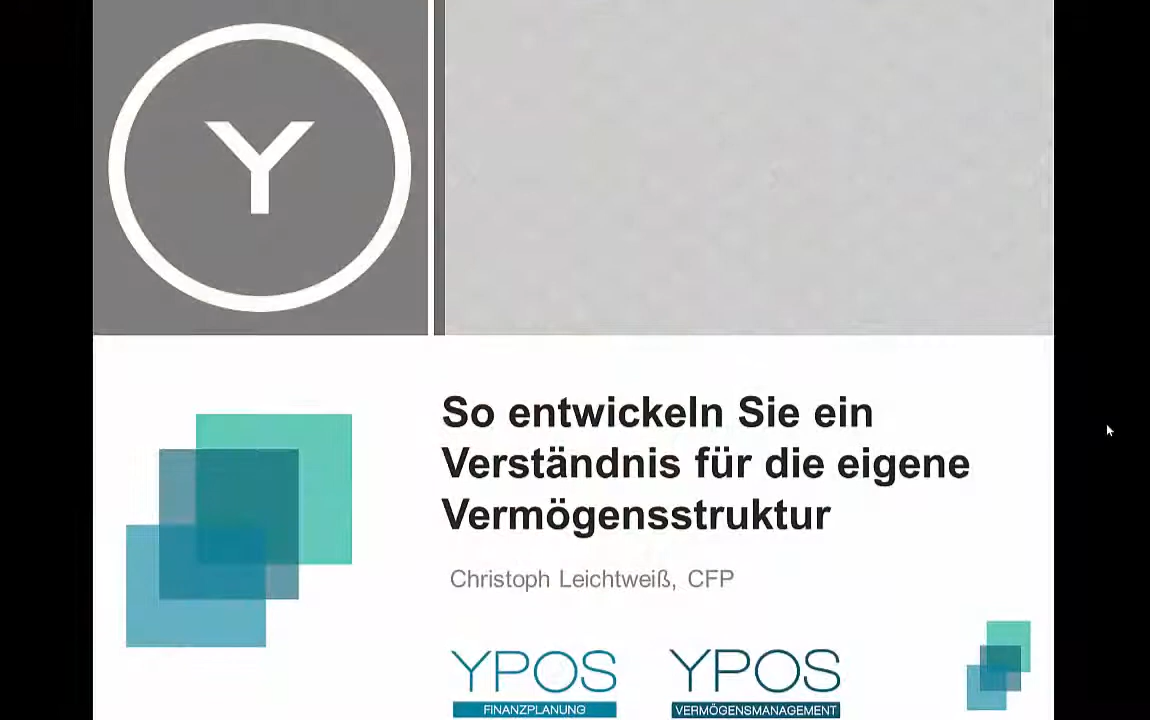 Y
So entwickeln Sie ein
Verständnis für die eigene
Vermögensstruktur
Christoph Leichtweiß, CFP
YPOS
FINANZPLANUNG
YPOS
VERMÖGENSMANAGEMENT